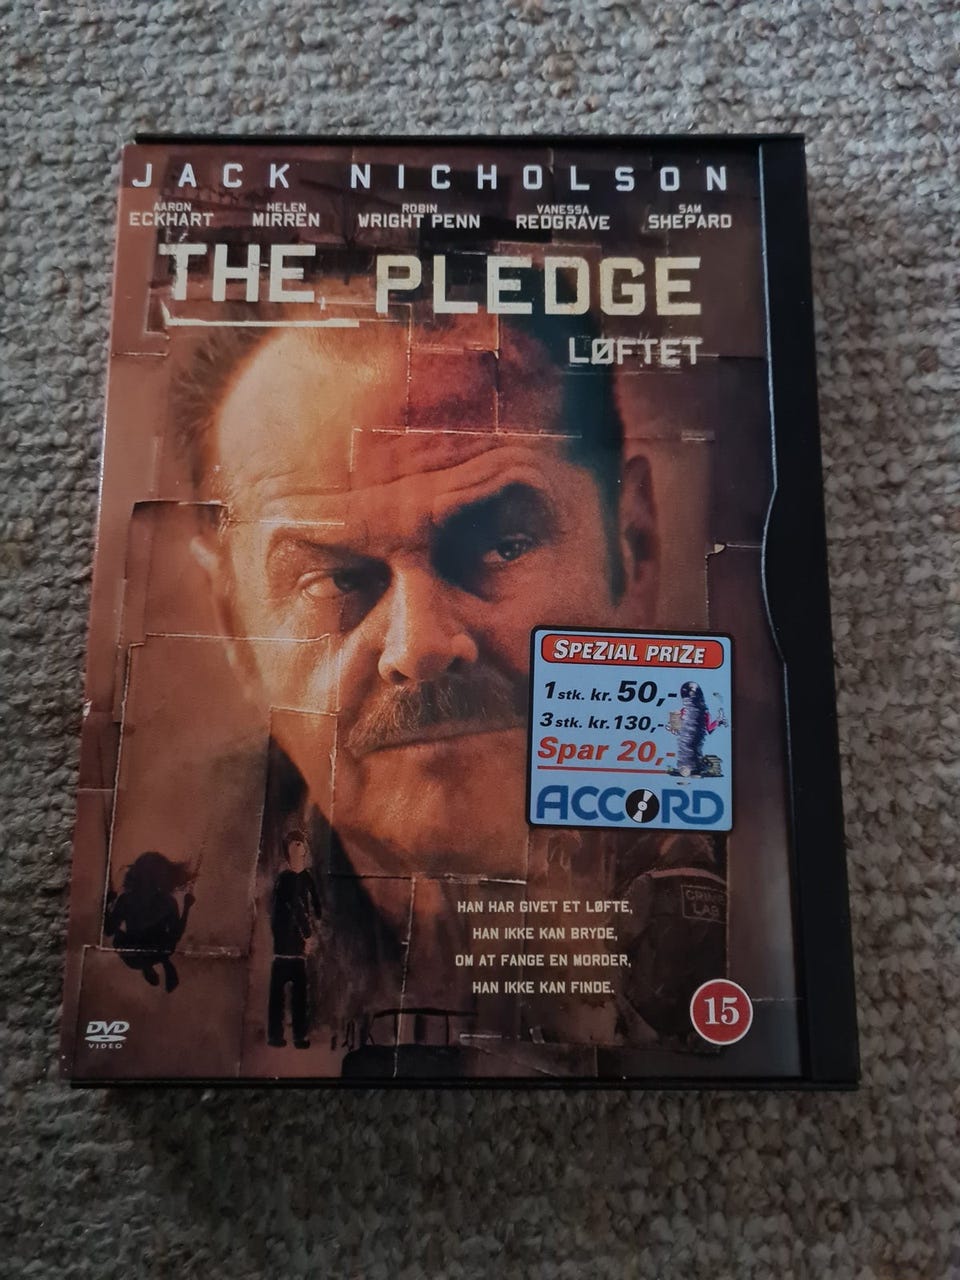 JACK NICHOLSON
AARON ECKHART HELEN MIRREN ROBIN WRIGHT PENN VANESSA REDGRAVE SAM SHEPARD
THE PLEDGE
LØFTET
SPEZIAL PRIZE
1 stk. kr. 50,-
3 stk. kr. 130,-
Spar 20,-
ACCORD
CRIME LAB
HAN HAR GIVET ET LØFTE,
HAN IKKE KAN BRYDE,
OM AT FANGE EN MORDER,
HAN IKKE KAN FINDE.
15
DVD
VIDEO